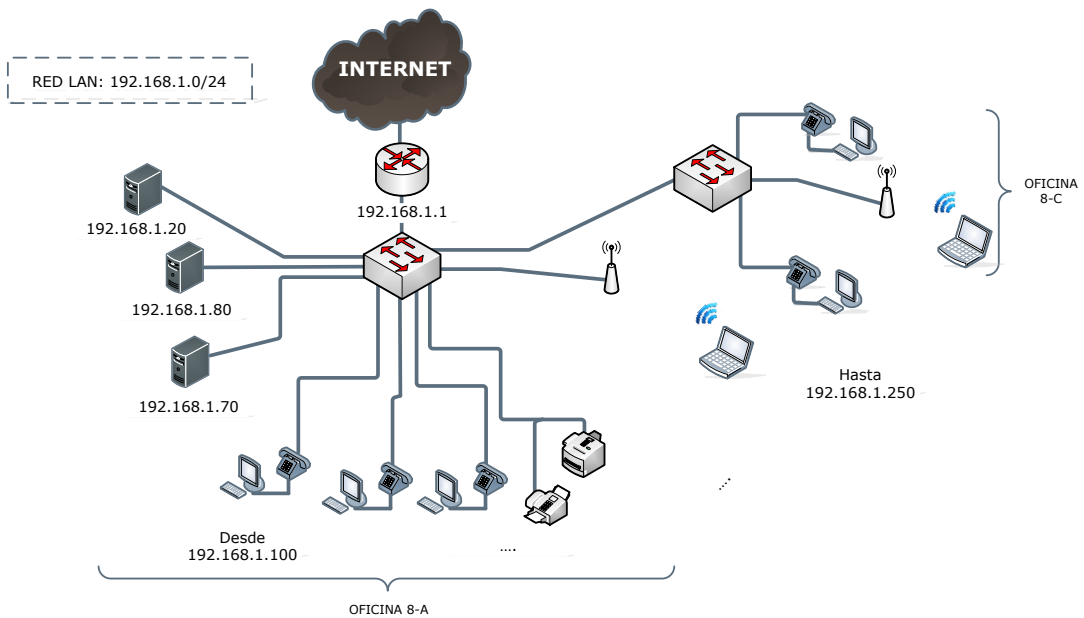 INTERNET
RED LAN: 192.168.1.0/24
OFICINA
8-C
192.168.1.1
192.168.1.20
192.168.1.80
192.168.1.70
Hasta
192.168.1.250
Desde
192.168.1.100
....
....
OFICINA 8-A